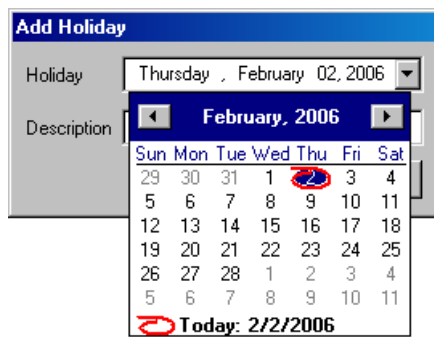 Add Holiday
Holiday Thursday , February 02, 2006
Description
February, 2006
Sun Mon Tue Wed Thu Fri Sat
29 30 31 1 2 3 4
5 6 7 8 9 10 11
12 13 14 15 16 17 18
19 20 21 22 23 24 25
26 27 28 1 2 3 4
5 6 7 8 9 10 11
Today: 2/2/2006